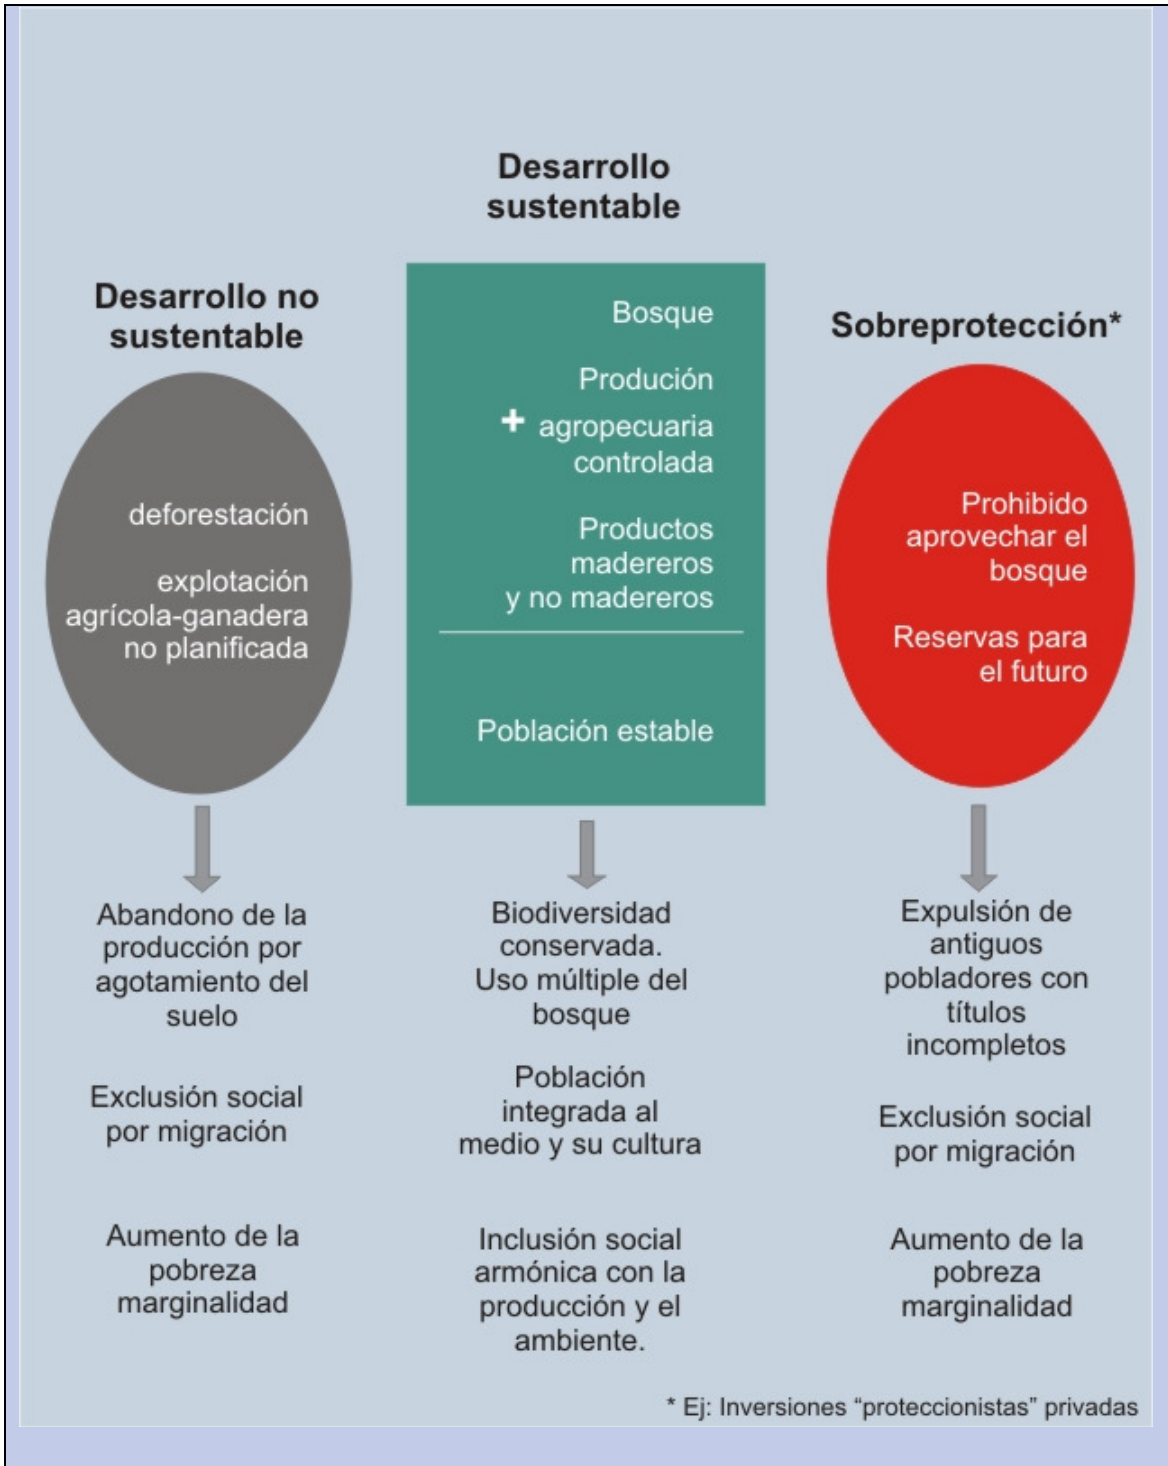 Desarrollo
sustentable
Desarrollo no
sustentable
deforestación
explotación
agrícola-ganadera
no planificada
Abandono de la
producción por
agotamiento del
suelo
Exclusión social
por migración
Aumento de la
pobreza
marginalidad
Bosque
Produción
+ agropecuaria
controlada
Productos
madereros
y no madereros
Población estable
Biodiversidad
conservada.
Uso múltiple del
bosque
Población
integrada al
medio y su cultura
Inclusión social
armónica con la
producción y el
ambiente.
Sobreprotección*
Prohibido
aprovechar el
bosque
Reservas para
el futuro
Expulsión de
antiguos
pobladores con
títulos
incompletos
Exclusión social
por migración
Aumento de la
pobreza
marginalidad
* Ej: Inversiones “proteccionistas” privadas